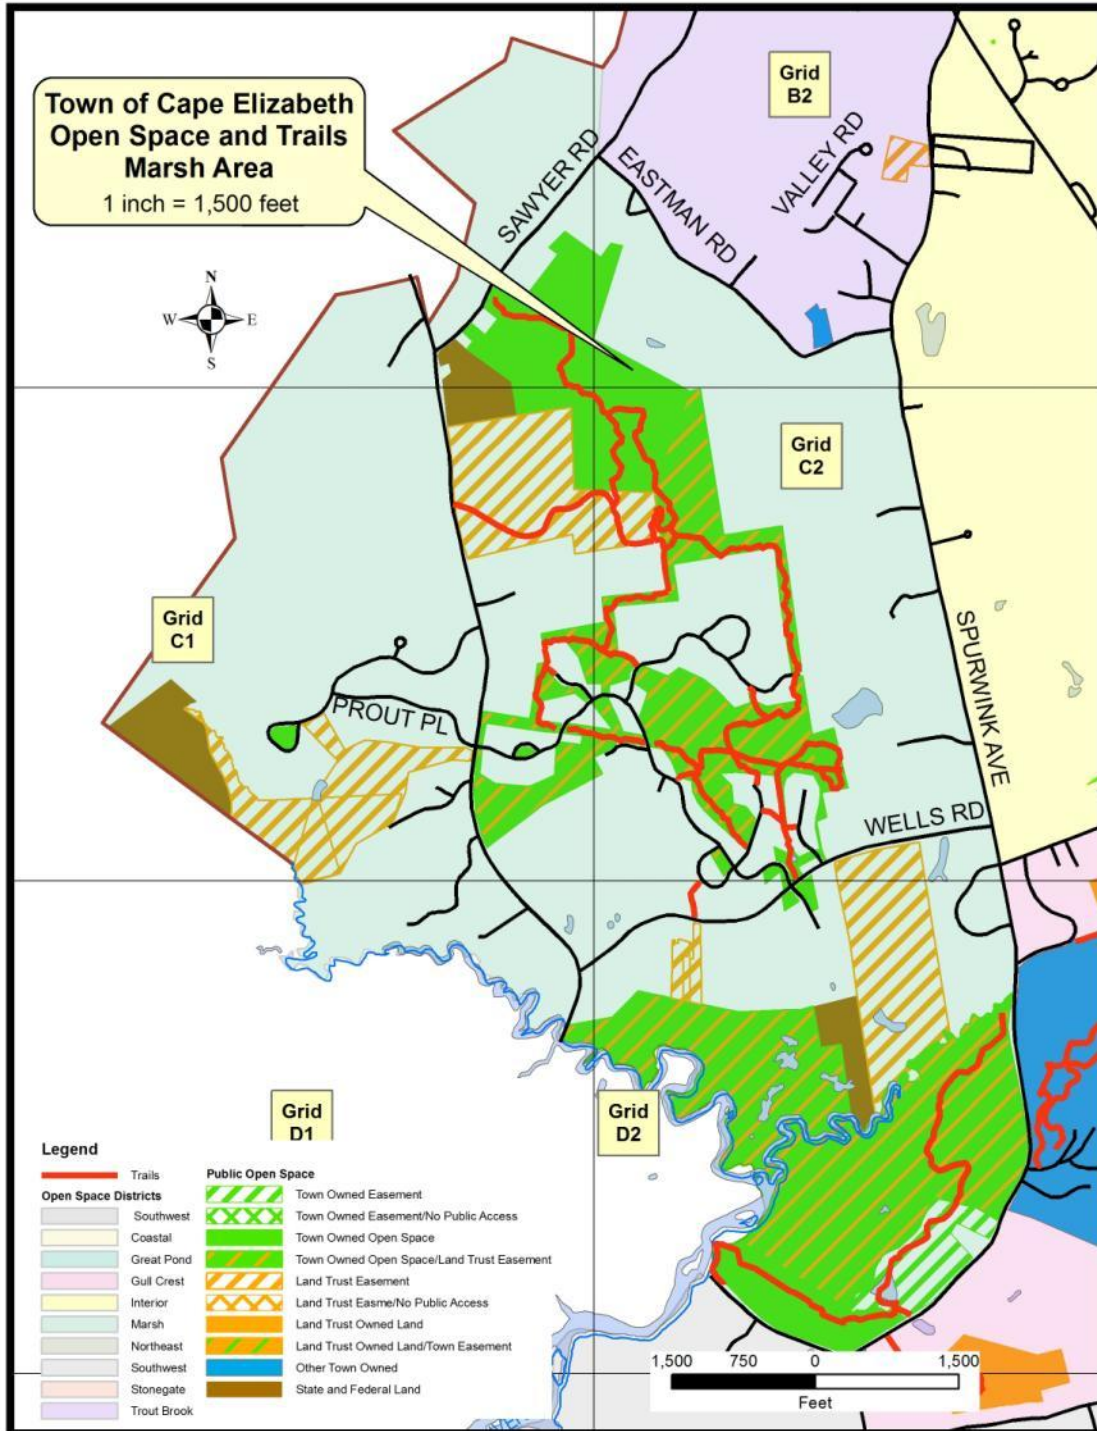 Town of Cape Elizabeth
Open Space and Trails
Marsh Area
1 inch = 1,500 feet
Grid
B2
SAWYER RD
EASTMAN RD
VALLEY RD
N
W
E
S
Grid
C2
Grid
C1
PROUT PL
SPURWINK AVE
WELLS RD
Grid
D1
Grid
D2
Legend
Trails
Open Space Districts
Southwest
Coastal
Great Pond
Gull Crest
Interior
Marsh
Northeast
Southwest
Stonegate
Trout Brook
Public Open Space
Town Owned Easement
Town Owned Easement/No Public Access
Town Owned Open Space
Town Owned Open Space/Land Trust Easement
Land Trust Easement
Land Trust Easme/No Public Access
Land Trust Owned Land
Land Trust Owned Land/Town Easement
Other Town Owned
State and Federal Land
1,500 750 0 1,500
Feet